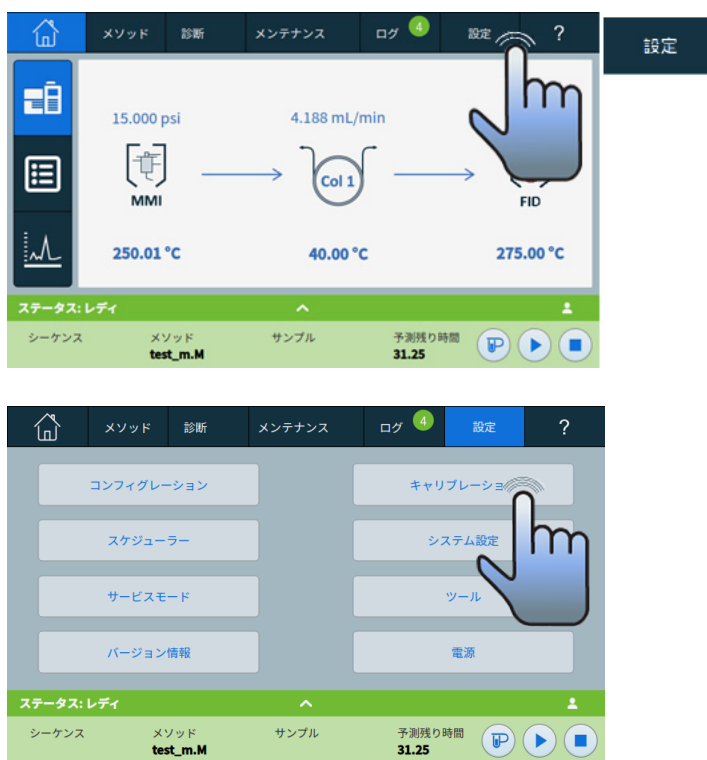 メソッド 診断 メンテナンス ログ 4 設定 ?
設定
15.000 psi 4.188 mL/min
Col 1
MMI FID
250.01 °C 40.00 °C 275.00 °C
ステータス: レディ
シーケンス メソッド サンプル 予測残り時間
test_m.M 31.25
メソッド 診断 メンテナンス ログ 4 設定 ?
コンフィグレーション キャリブレーショ
スケジューラー システム設定
サービスモード ツール
バージョン情報 電源
ステータス: レディ
シーケンス メソッド サンプル 予測残り時間
test_m.M 31.25